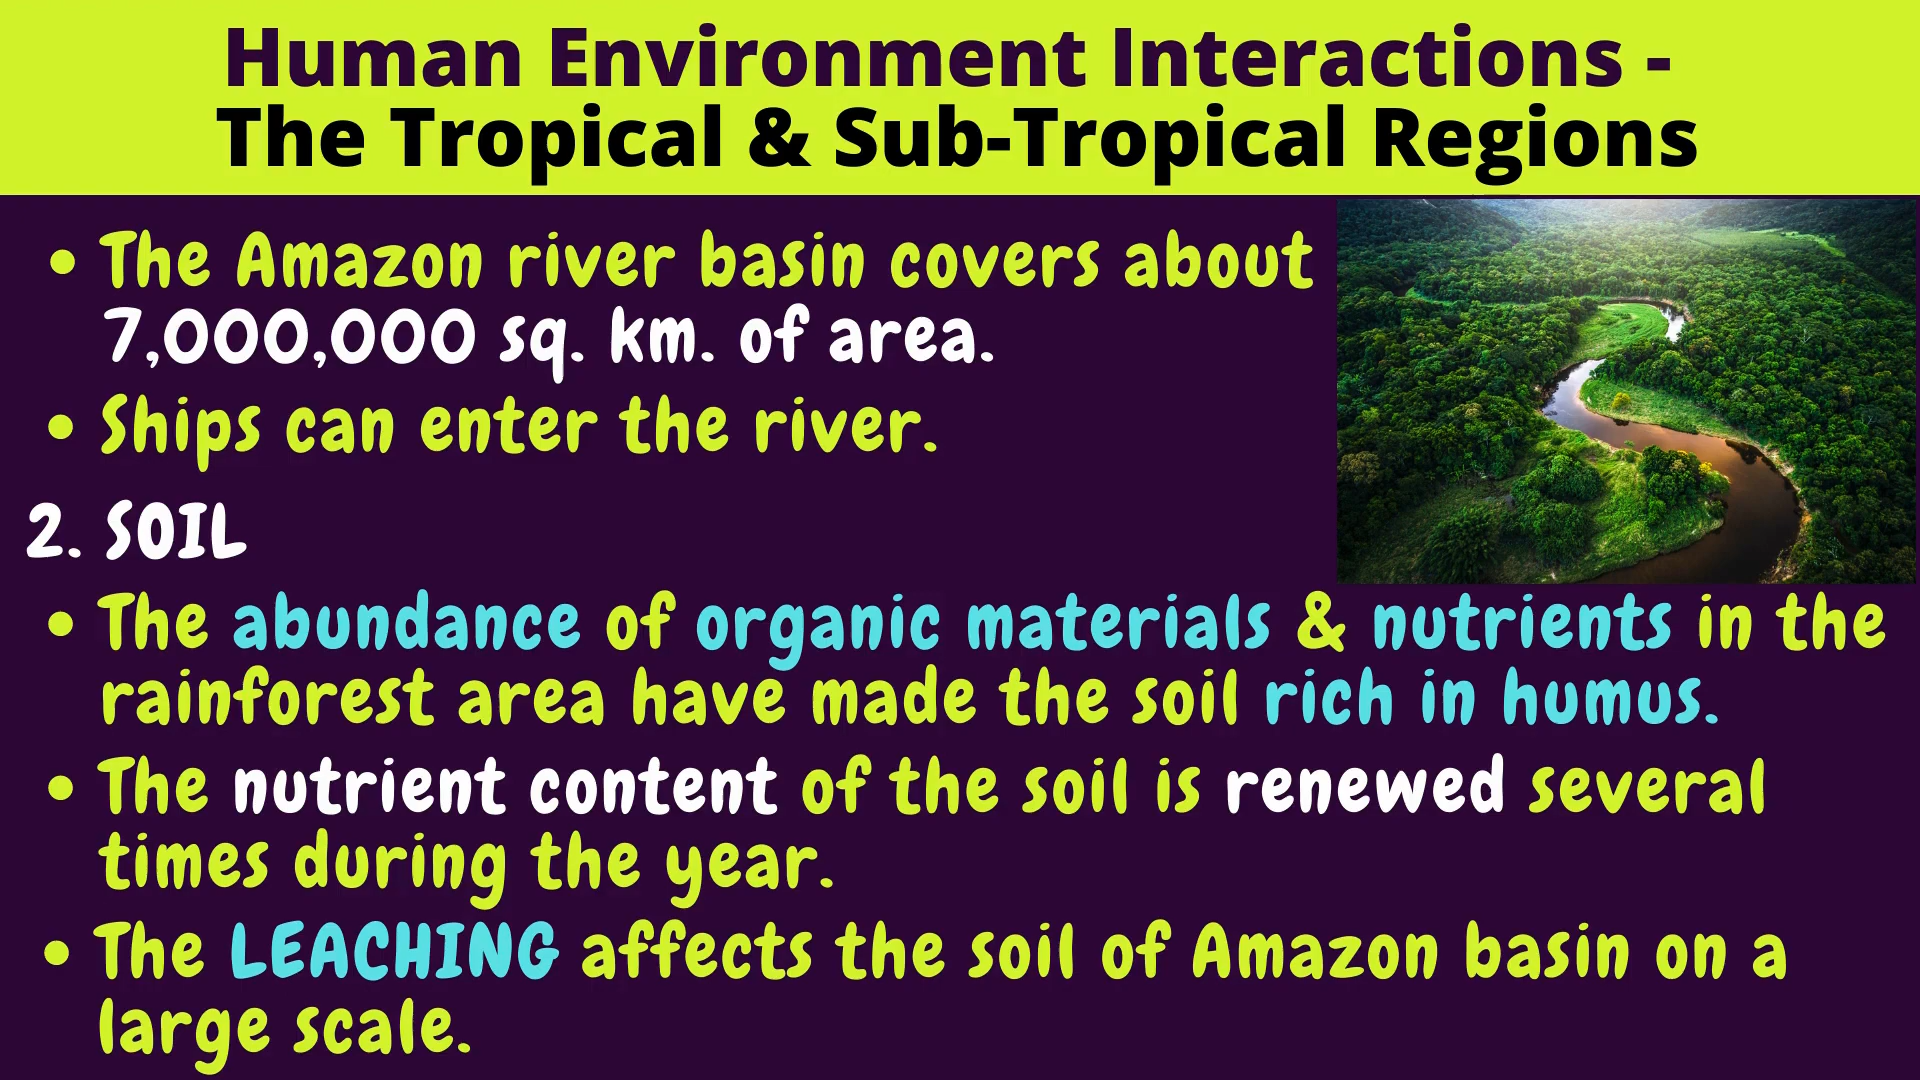 Human Environment Interactions -
The Tropical & Sub-Tropical Regions
• The Amazon river basin covers about
7,000,000 sq. km. of area.
• Ships can enter the river.
2. SOIL
• The abundance of organic materials & nutrients in the
rainforest area have made the soil rich in humus.
• The nutrient content of the soil is renewed several
times during the year.
• The LEACHING affects the soil of Amazon basin on a
large scale.